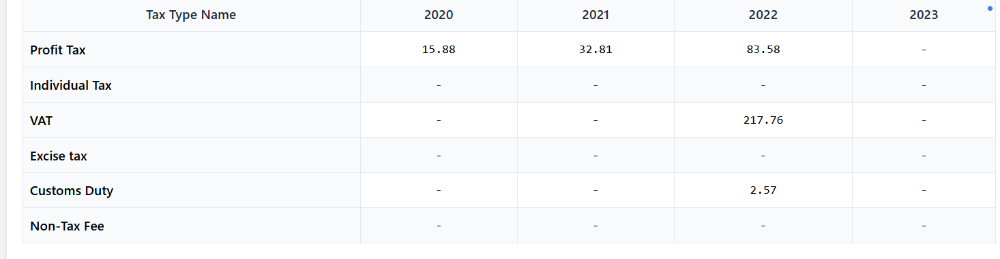 Tax Type Name 2020 2021 2022 2023
Profit Tax 15.88 32.81 83.58 -
Individual Tax - - - -
VAT - - 217.76 -
Excise tax - - - -
Customs Duty - - 2.57 -
Non-Tax Fee - - - -